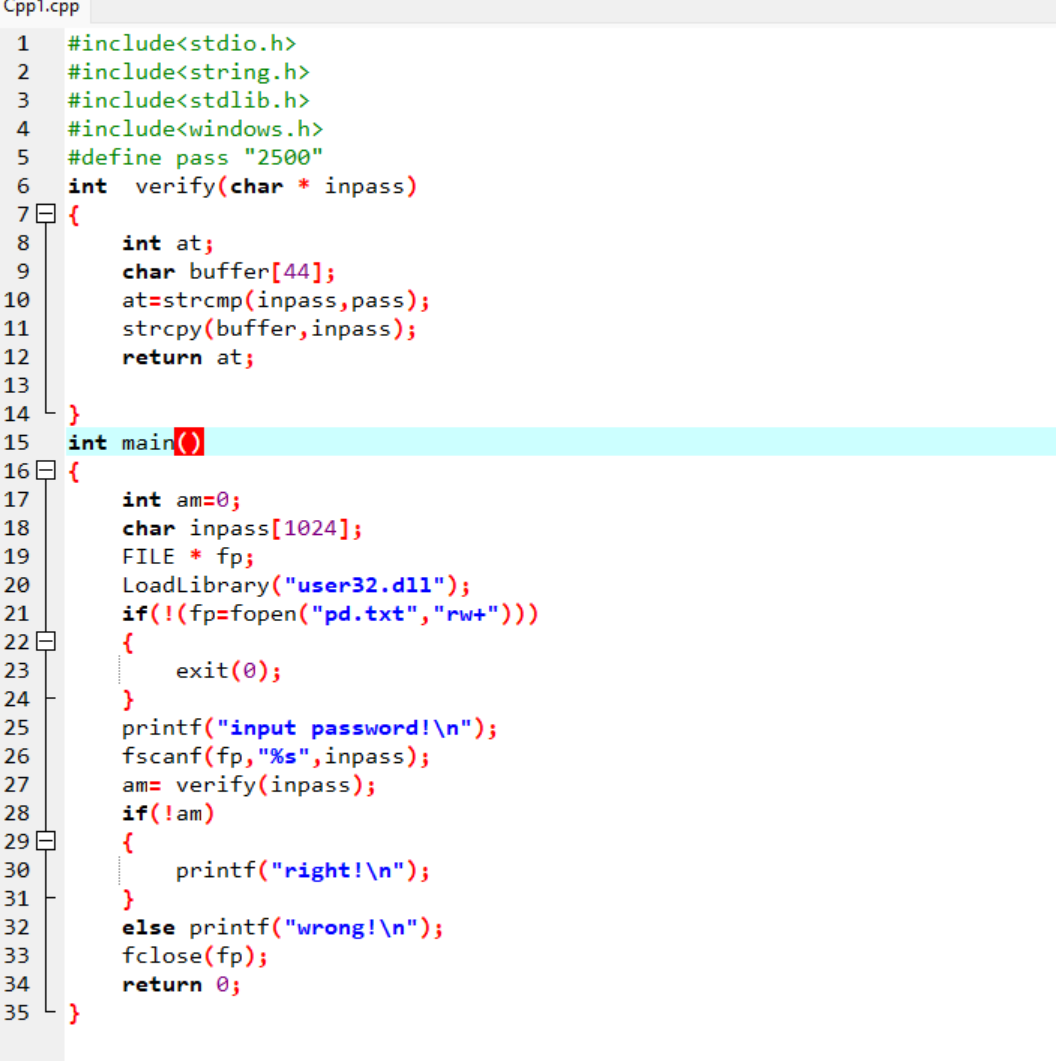 Cpp1.cpp
1 #include<stdio.h>
2 #include<string.h>
3 #include<stdlib.h>
4 #include<windows.h>
5 #define pass "2500"
6 int  verify(char * inpass)
7 {
8     int at;
9     char buffer[44];
10     at=strcmp(inpass,pass);
11     strcpy(buffer,inpass);
12     return at;
13
14 }
15 int main()
16 {
17     int am=0;
18     char inpass[1024];
19     FILE * fp;
20     LoadLibrary("user32.dll");
21     if(!(fp=fopen("pd.txt","rw+")))
22     {
23         exit(0);
24     }
25     printf("input password!\n");
26     fscanf(fp,"%s",inpass);
27     am= verify(inpass);
28     if(!am)
29     {
30         printf("right!\n");
31     }
32     else printf("wrong!\n");
33     fclose(fp);
34     return 0;
35 }